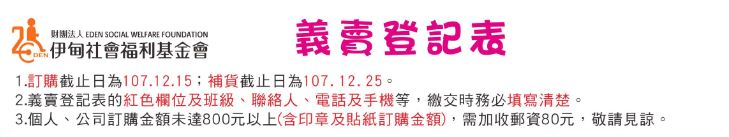 財團法人 EDEN SOCIAL WELFARE FOUNDATION
伊甸社會福利基金會
EDEN
義賣登記表
1.訂購截止日為107.12.15；補貨截止日為107.12.25。
2.義賣登記表的紅色欄位及班級、聯絡人、電話及手機等，繳交時務必填寫清楚。
3.個人、公司訂購金額未達800元以上(含印章及貼紙訂購金額)，需加收郵資80元，敬請見諒。